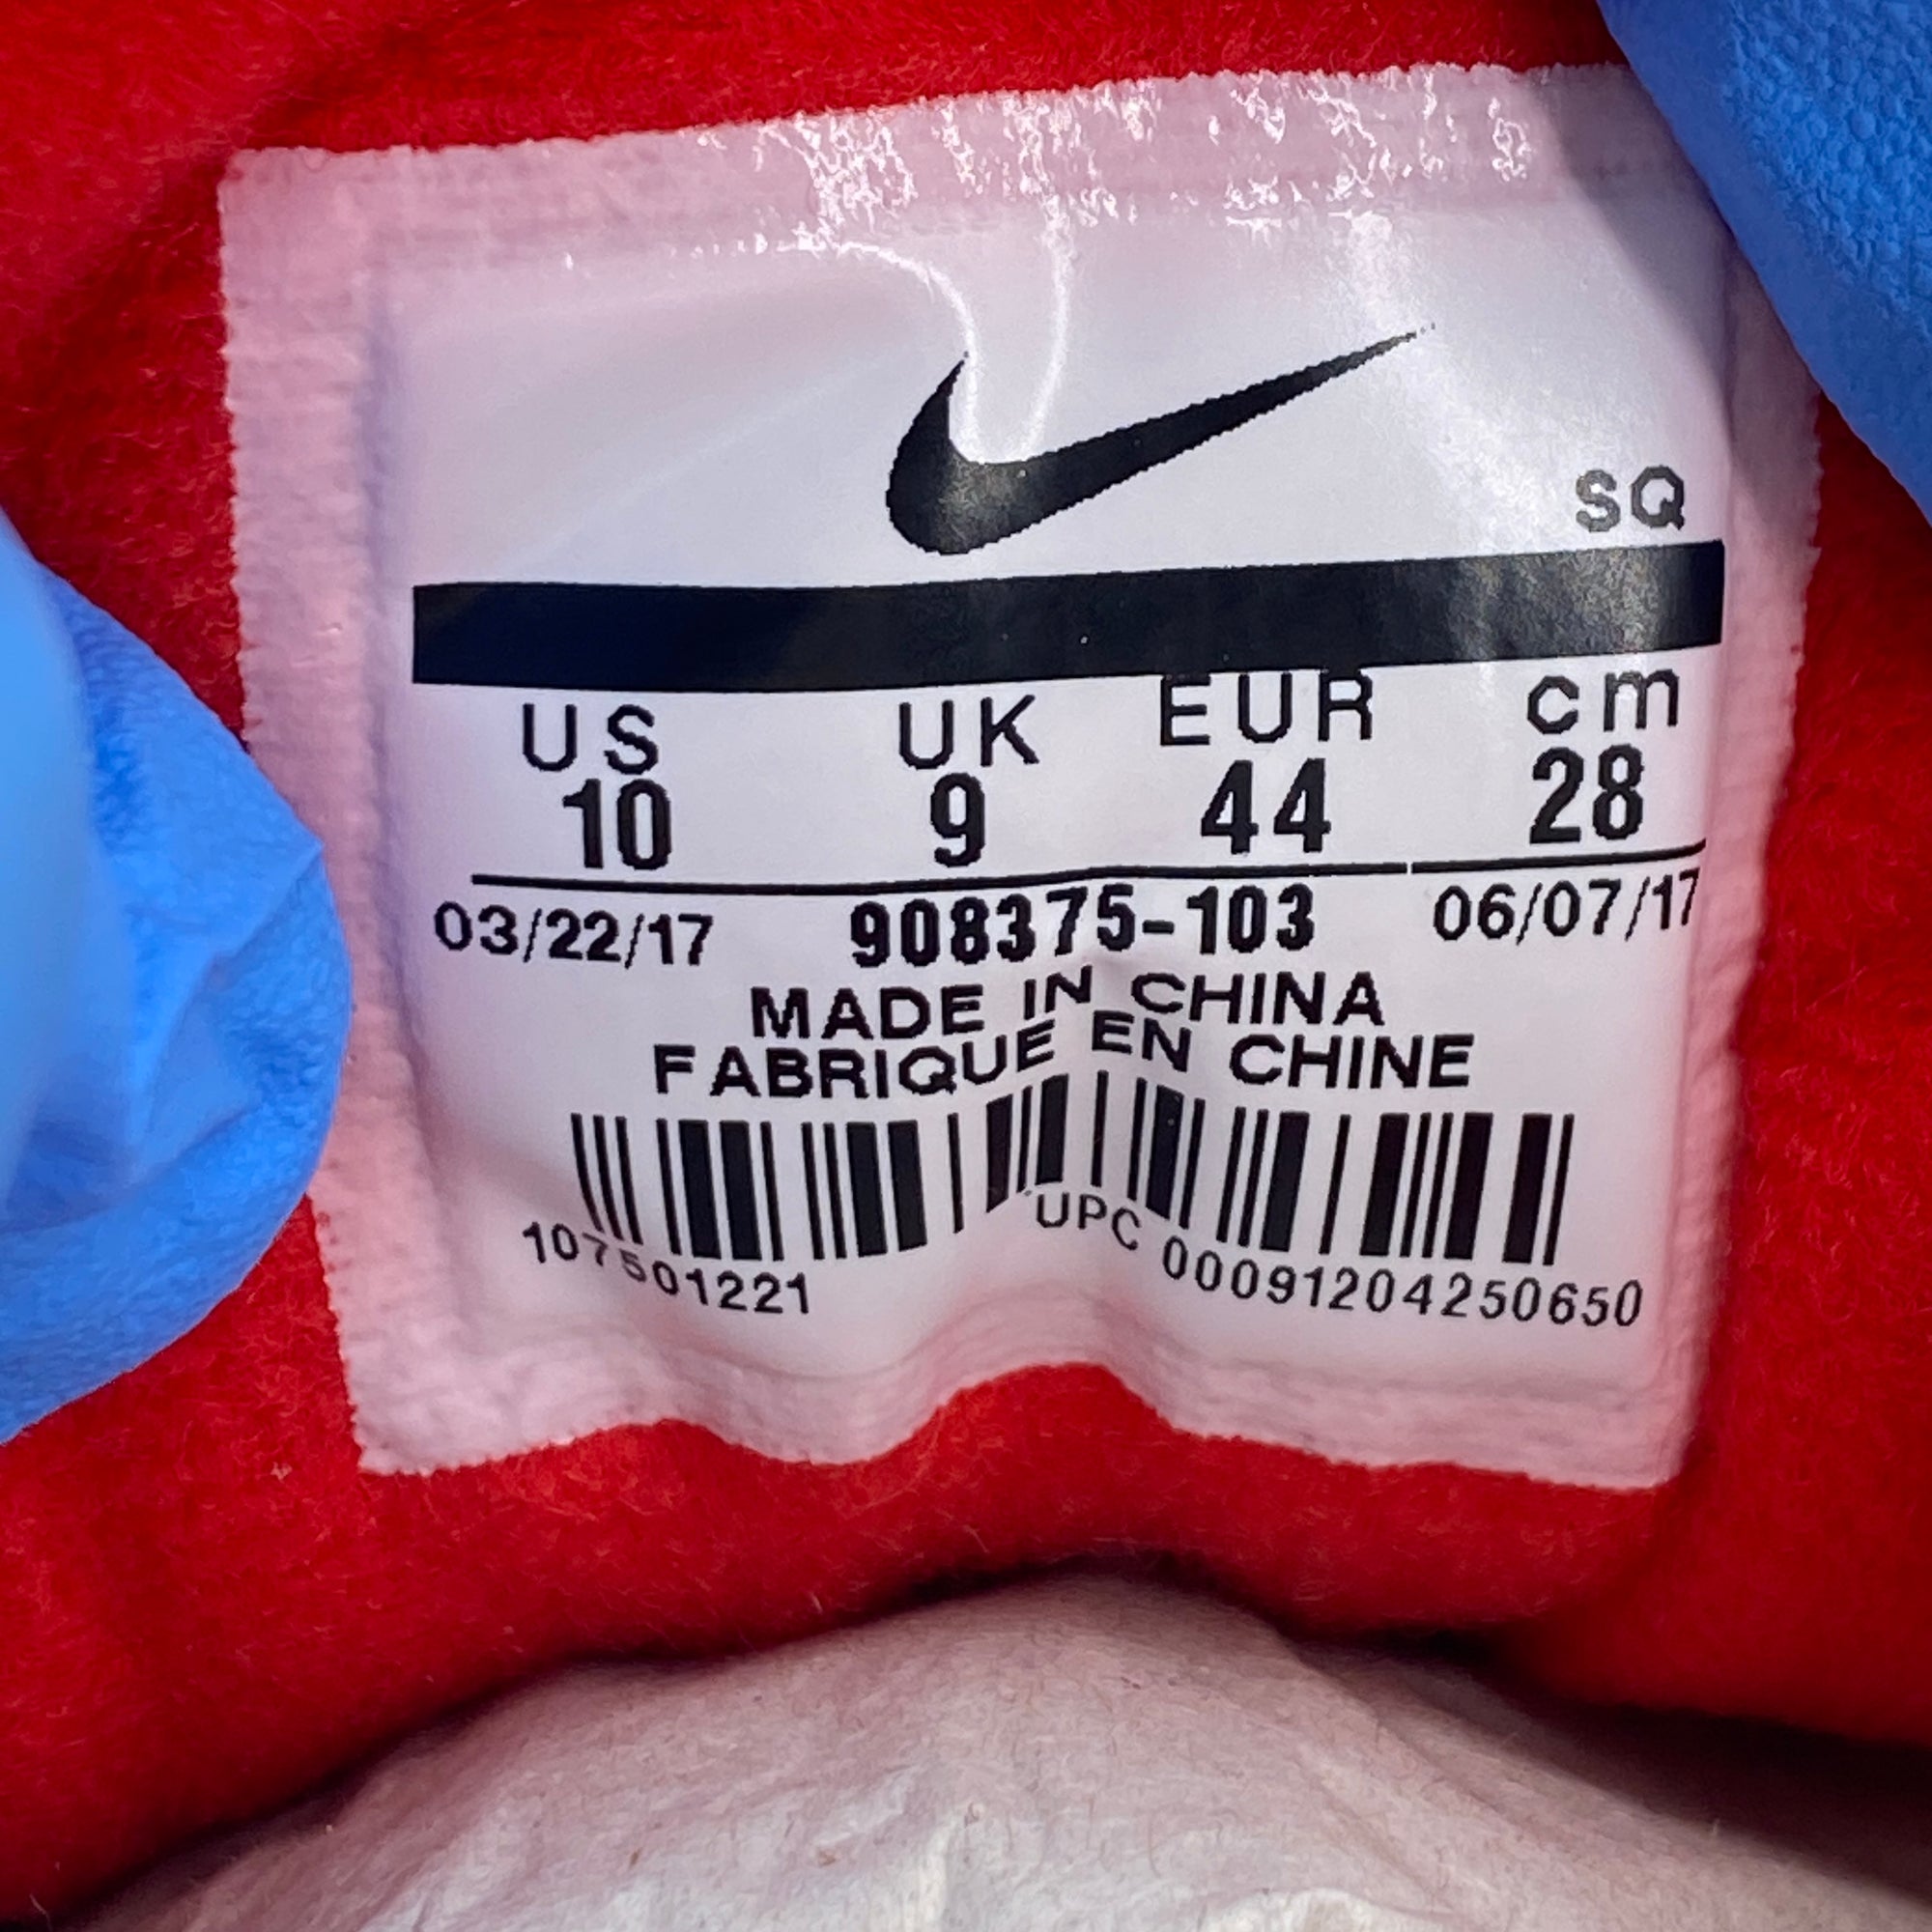 SQ
US UK EUR cm
10 9 44 28
03/22/17 908375-103 06/07/17
MADE IN CHINA
FABRIQUE EN CHINE
107501221 UPC 00091204250650